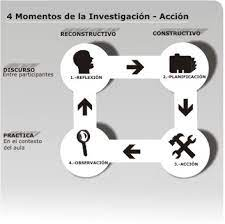 4 Momentos de la Investigación - Acción
RECONSTRUCTIVO
CONSTRUCTIVO
DISCURSO
Entre participantes
1.-REFLEXIÓN
2.-PLANIFICACIÓN
PRACTICA
En el contexto
del aula
4.-OBSERVACIÓN
3.-ACCIÓN